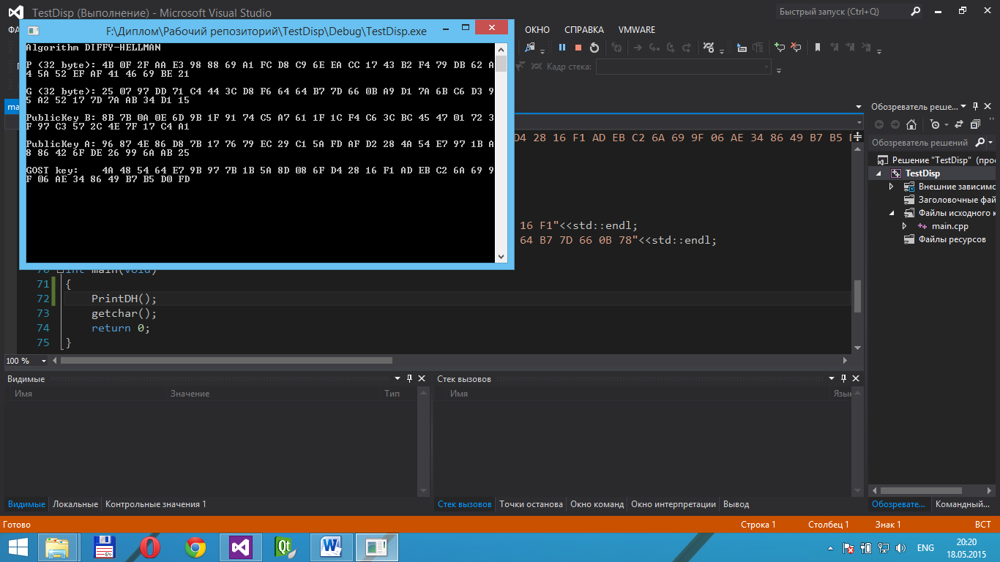 TestDisp (Выполнение) - Microsoft Visual Studio
Быстрый запуск (Ctrl+Q)
F:\Диплом\Рабочий репозиторий\TestDisp\Debug\TestDisp.exe
ОКНО СПРАВКА VMWARE
Кадр стека:
Algorithm DIFFY-HELLMAN
P (32 byte): 4B 0F 2F AA E3 98 88 69 A1 FC D8 C9 6E EA CC 17 43 B2 F4 79 DB 62 A
4 5A 52 EF AF 41 46 69 BE 21
G (32 byte): 25 07 97 DD 71 C4 44 3C D8 F6 64 64 B7 7D 66 0B A9 D1 7A 6B C6 D3 9
5 A2 52 17 7D 7A AB 34 D1 15
PublicKey B: 8B 7B 0A 0E 6D 9B 1F 91 74 C5 A7 61 1F 1C F4 C6 3C BC 45 47 01 72 3
F 97 C3 57 2C 4E 7F 17 C4 A1
PublicKey A: 96 87 4E 86 D8 7B 17 76 79 EC 29 C1 5A FD AF D2 28 4A 54 E7 97 1B A
8 86 42 6F DE 26 99 6A AB 25
GOST key: 4A 48 54 64 E7 9B 97 7B 1B 5A 8D 08 6F D4 28 16 F1 AD EB C2 6A 69 9
F 06 AE 34 86 49 B7 B5 D0 FD
D4 28 16 F1 AD EB C2 6A 69 9F 06 AE 34 86 49 B7 B5
16 F1"<<std::endl;
64 B7 7D 66 0B 78"<<std::endl;
70 int main(void)
71 {
72 PrintDH();
73 getchar();
74 return 0;
75 }
100 %
Обозреватель реше...
Обозреватель решений
Решение "TestDisp" (прое
TestDisp
Внешние зависимо
Заголовочные фай
Файлы исходного к
main.cpp
Файлы ресурсов
Видимые
Имя Значение Тип
Стек вызовов
Имя Язык
Видимые Локальные Контрольные значения 1
Стек вызовов Точки останова Окно команд Окно интерпретации Вывод
Обозревате... Командный...
Готово Строка 1 Столбец 1 Знак 1 ВСТ
ENG
20:20
18.05.2015